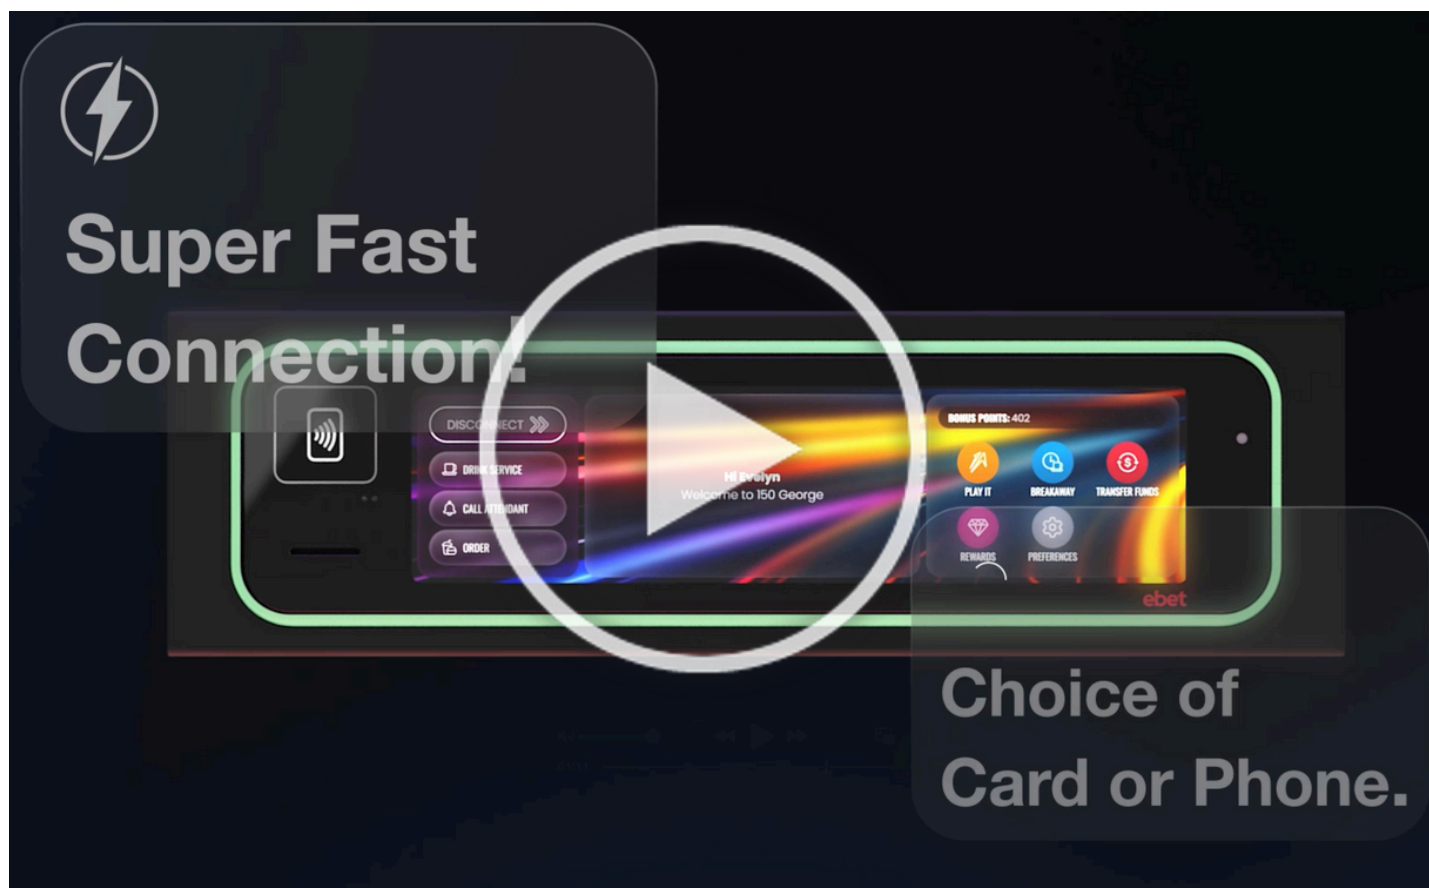 Super Fast
Connection!
DISCONNECT
DRINK SERVICE
CALL ATTENDANT
ORDER
Hi Evelyn
Welcome to 150 George
BONUS POINTS: 402
PLAY IT
BREAKAWAY
TRANSFER FUNDS
REWARDS
PREFERENCES
ebet
Choice of
Card or Phone.